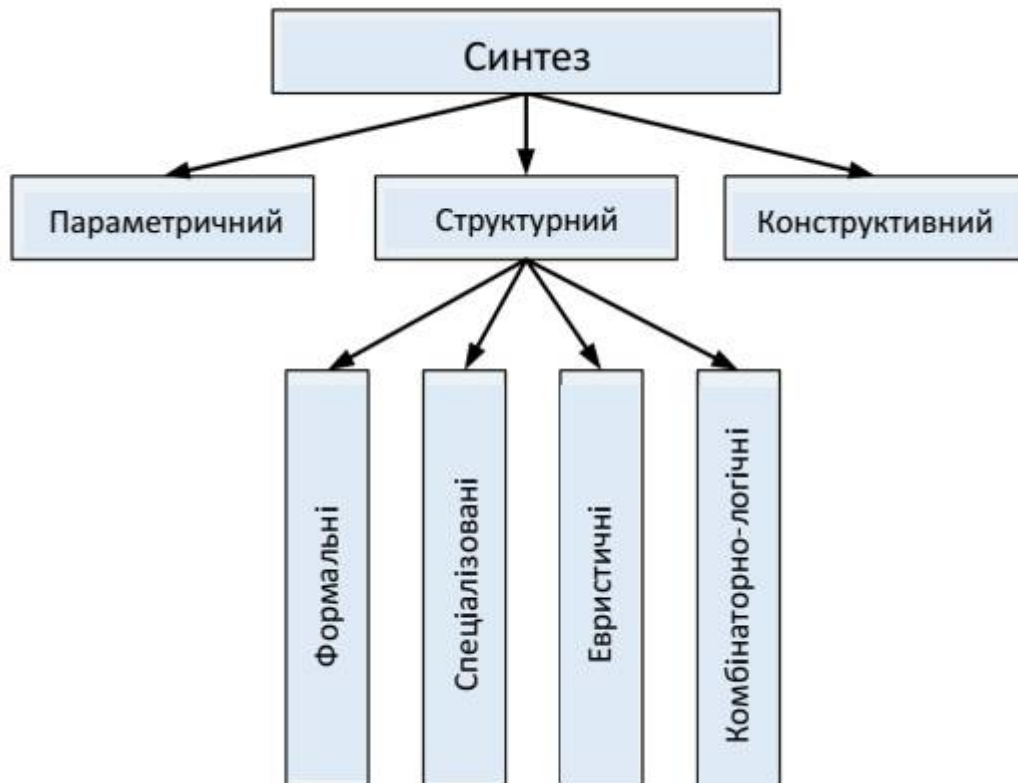 Синтез
Параметричний
Структурний
Конструктивний
Формальні
Спеціалізовані
Евристичні
Комбінаторно-логічні